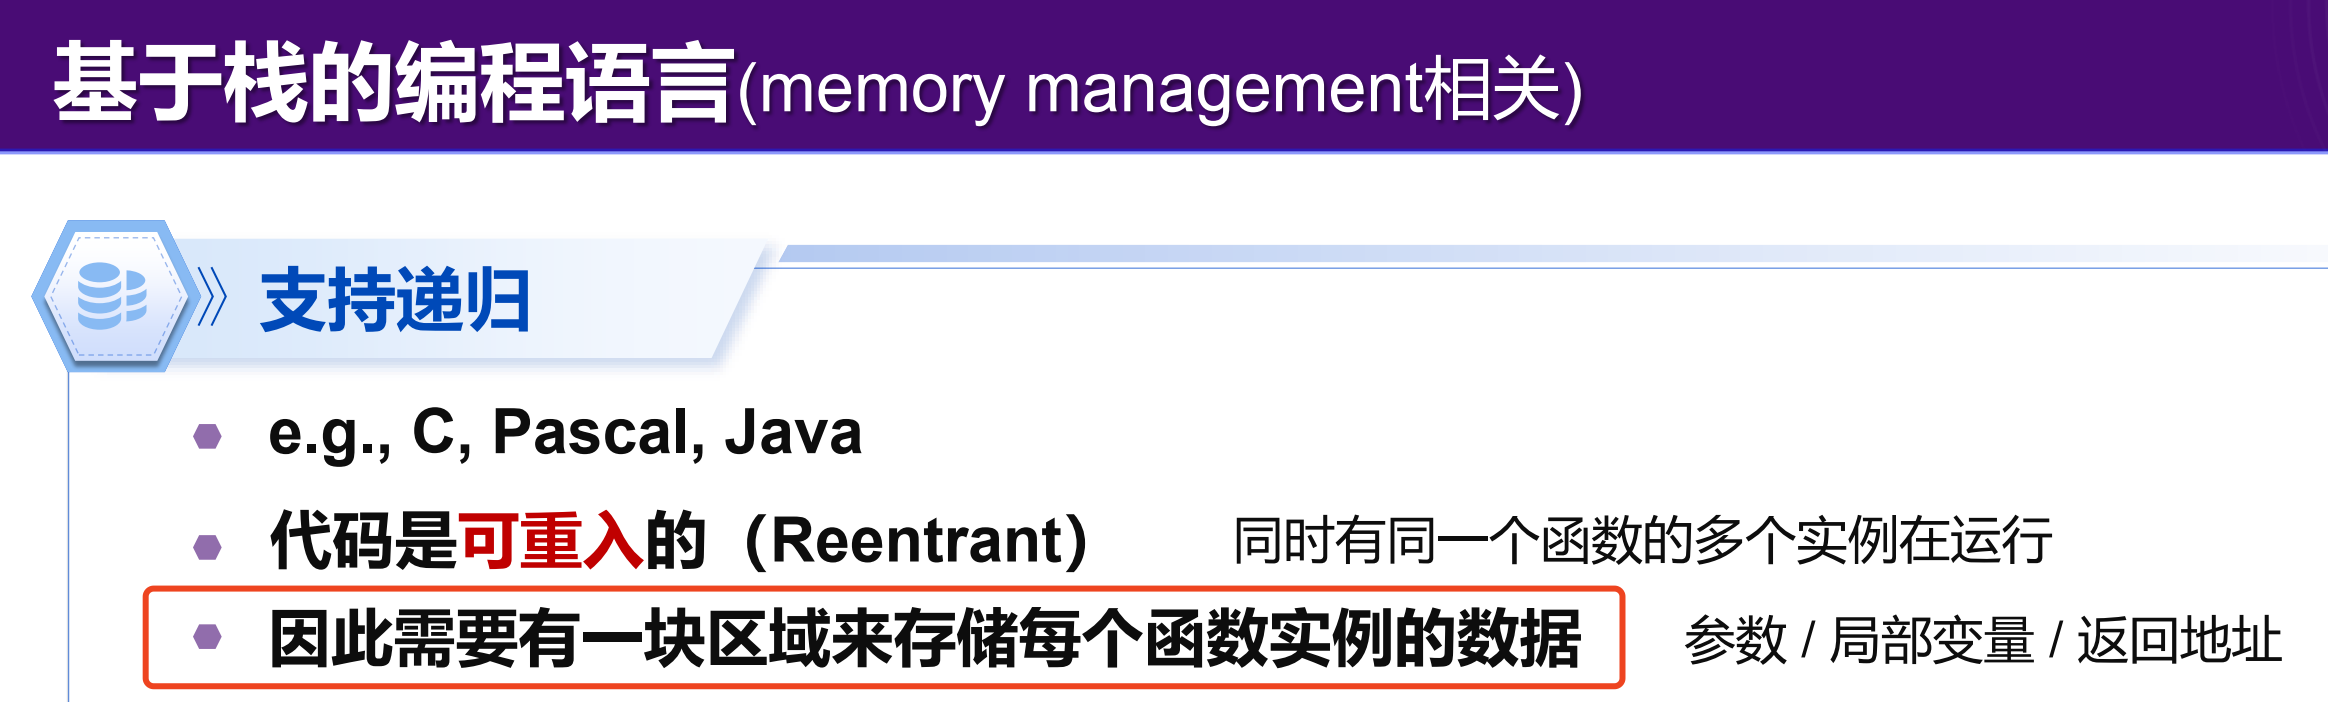 基于栈的编程语言(memory management相关)
支持递归
e.g., C, Pascal, Java
代码是可重入的（Reentrant） 同时有同一个函数的多个实例在运行
因此需要有一块区域来存储每个函数实例的数据 参数 / 局部变量 / 返回地址